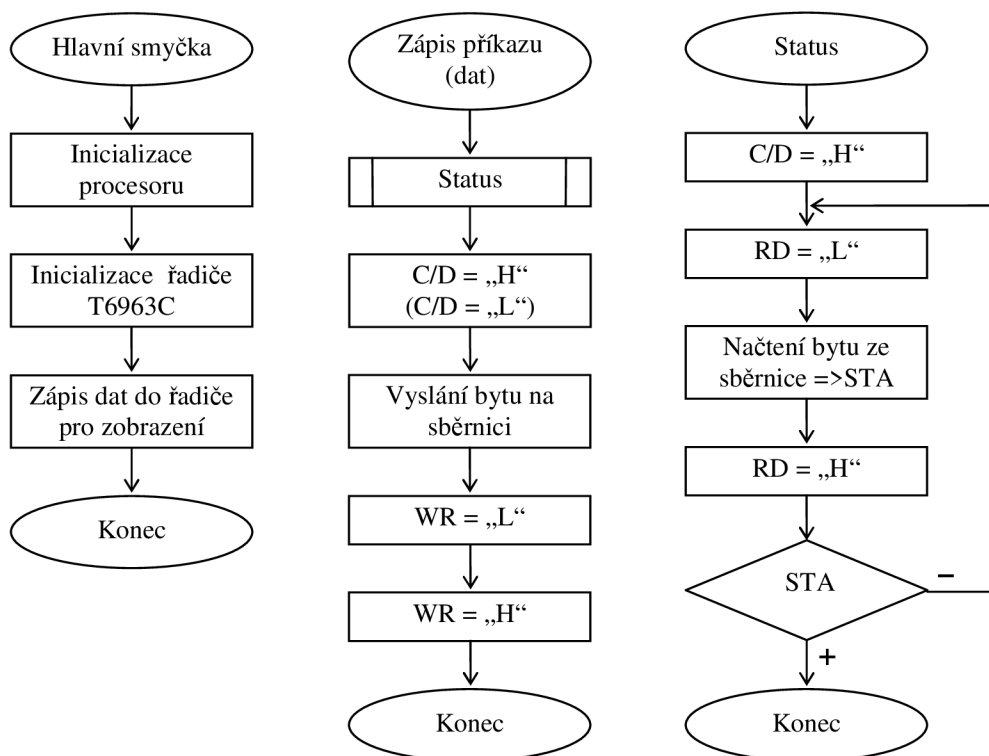 Hlavní smyčka
Inicializace
procesoru
Inicializace řadiče
T6963C
Zápis dat do řadiče
pro zobrazení
Konec
Zápis příkazu
(dat)
Status
C/D = „H“
(C/D = „L“)
Vyslání bytu na
sběrnici
WR = „L“
WR = „H“
Konec
Status
C/D = „H“
RD = „L“
Načtení bytu ze
sběrnice =>STA
RD = „H“
STA
–
+
Konec